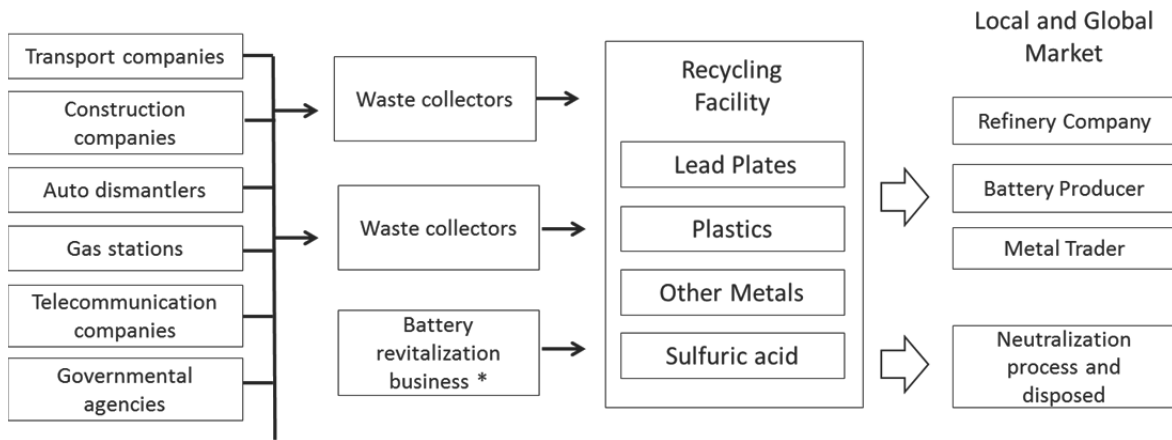 Transport companies
Construction
companies
Auto dismantlers
Gas stations
Telecommunication
companies
Governmental
agencies
Waste collectors
Waste collectors
Battery
revitalization
business *
Recycling
Facility
Lead Plates
Plastics
Other Metals
Sulfuric acid
Local and Global
Market
Refinery Company
Battery Producer
Metal Trader
Neutralization
process and
disposed